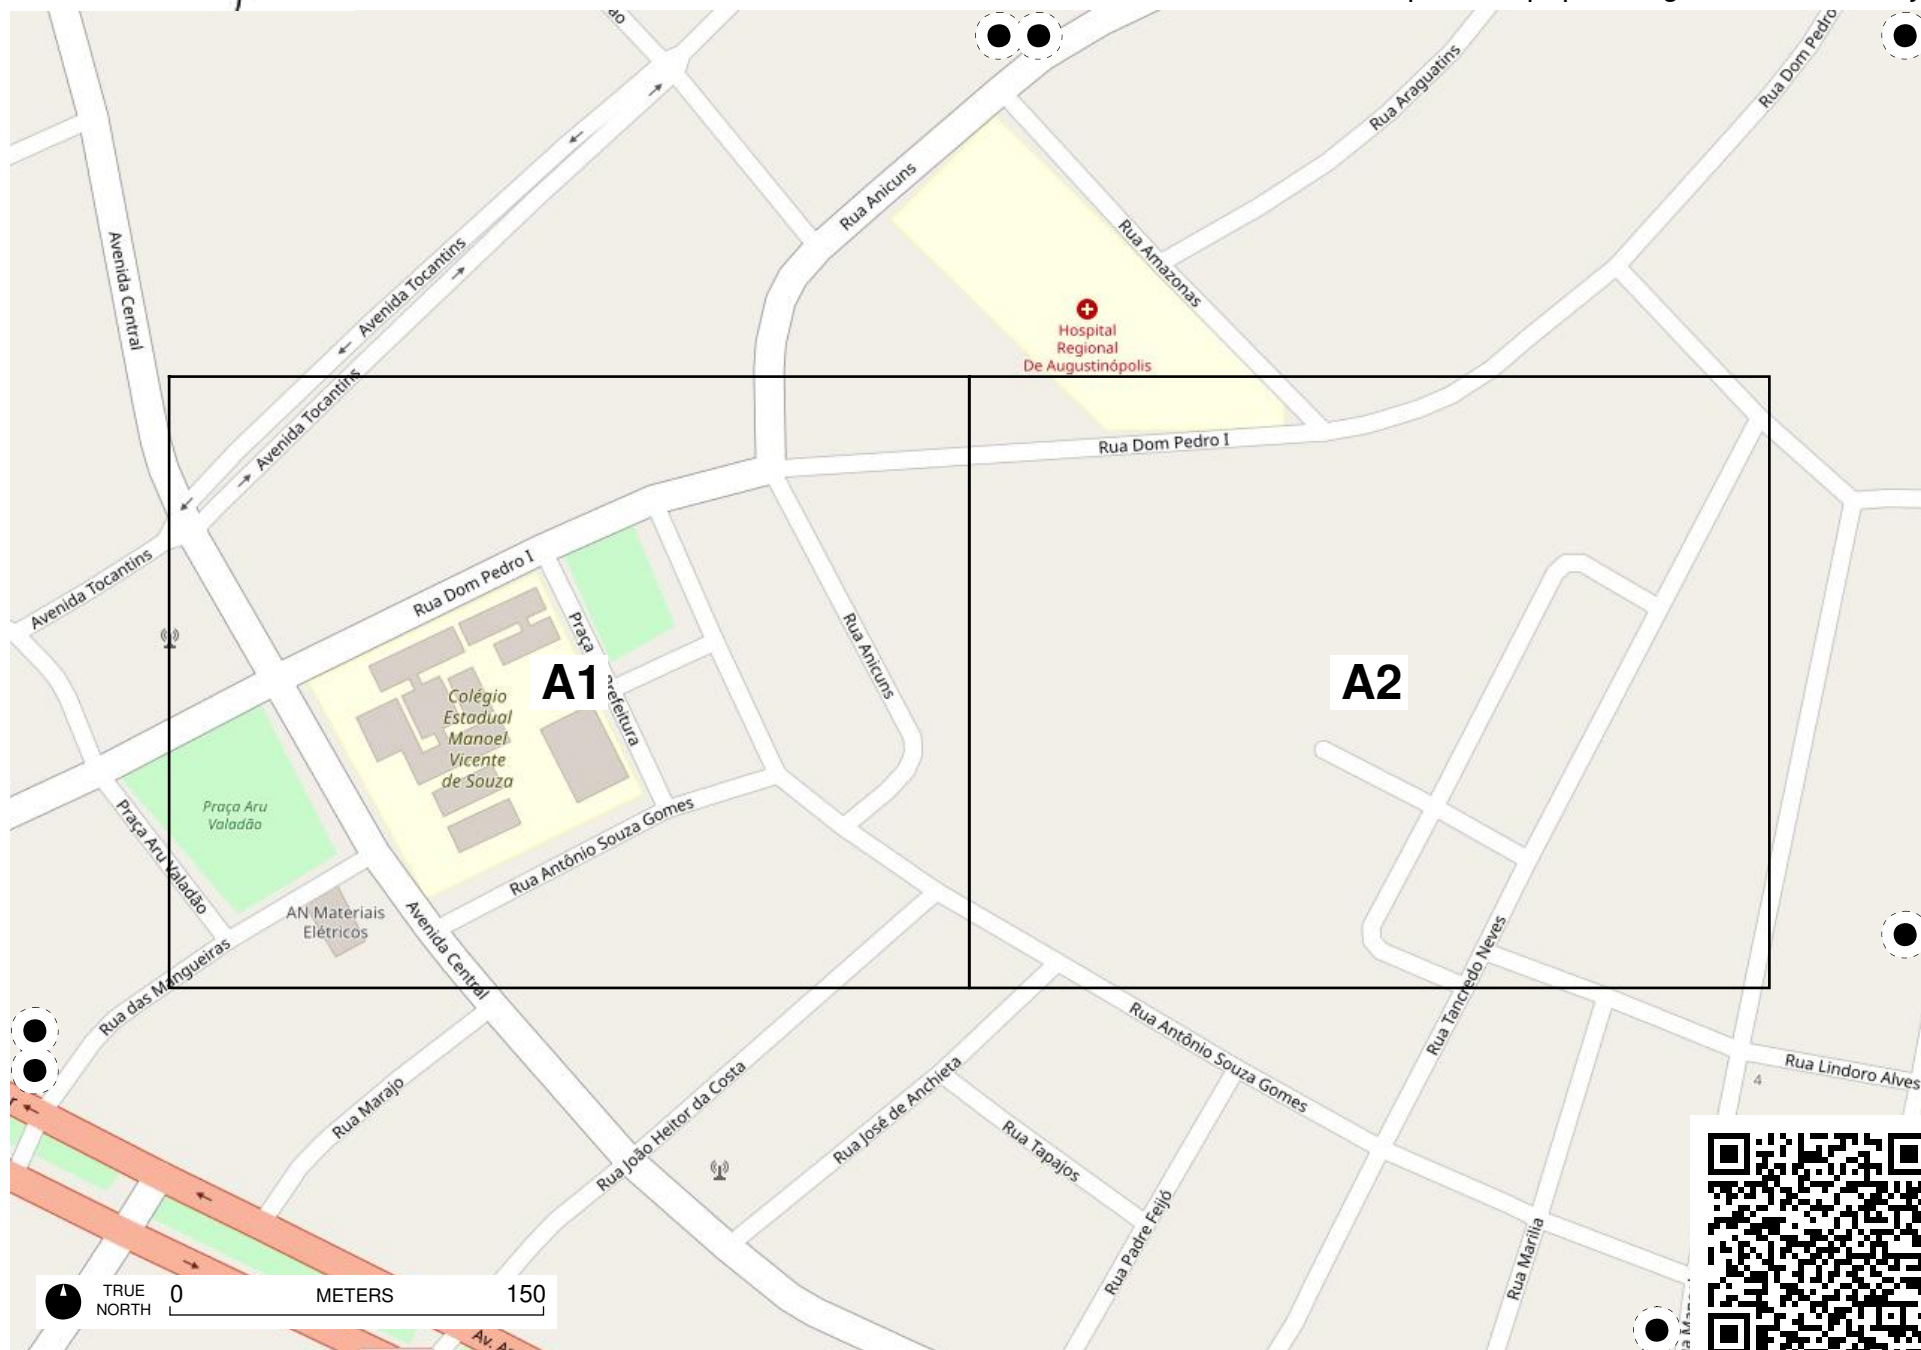 Rua Dom Pedro
Rua Araguatins
Rua Anicuns
Avenida Central
Avenida Tocantins
Rua Amazonas
Hospital
Regional
De Augustinópolis
Avenida Tocantins
Rua Dom Pedro I
Avenida Tocantins
Rua Dom Pedro I
Praça
Prefeitura
Rua Anicuns
A1
A2
Colégio
Estadual
Manoel
Vicente
de Souza
Praça Aru
Valadão
Praça Aru Valadão
Rua Antônio Souza Gomes
AN Materiais
Elétricos
Avenida Central
Rua das Mangueiras
Rua Tancredo Neves
Rua Antônio Souza Gomes
Rua Lindoro Alves
4
Rua Marajo
Rua João Heitor da Costa
Rua José de Anchieta
Rua Tapajos
Rua Padre Feijó
Rua Marilia
TRUE
NORTH
0 METERS 150